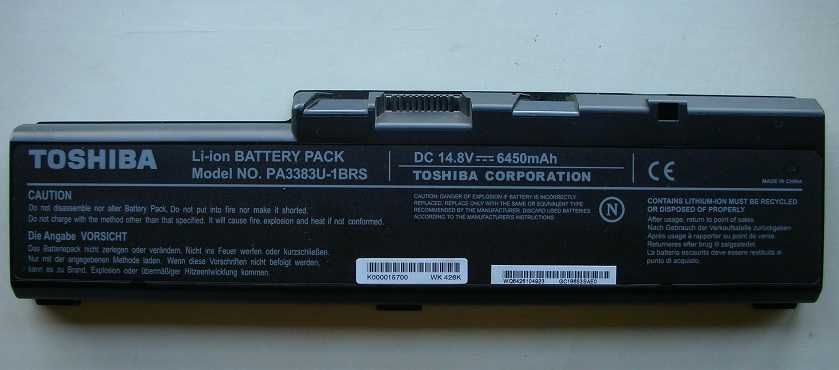 TOSHIBA
Li-ion BATTERY PACK
Model NO. PA3383U-1BRS
DC 14.8V 6450mAh
TOSHIBA CORPORATION
CE
MADE IN CHINA
CAUTION
Do not disassemble nor alter Battery Pack, Do not put into fire nor make it shorted.
Do not charge with the method other than that specified. It will cause fire, explosion and heat if not conformed.
Die Angabe VORSICHT
Das Batteriepack nicht zerlegen oder verändern, Nicht ins Feuer werfen oder kurzschließen.
Nur mit der angegebenen Methode laden. Wenn diese Vorschriften nicht befolgt werden,
kann es zu Brand, Explosion oder übermäßiger Hitzeentwicklung kommen.
CAUTION: DANGER OF EXPLOSION IF BATTERY IS INCORRECTLY
REPLACED, REPLACE ONLY WITH THE SAME OR EQUIVALENT TYPE
RECOMMENDED BY THE MANUFACTURER, DISCARD USED BATTERIES
ACCORDING TO THE MANUFACTURER'S INSTRUCTIONS
N
CONTAINS LITHIUM-ION MUST BE RECYCLED
OR DISPOSED OF PROPERLY
After usage, return to point of sales.
Nach Gebrauch der Verkaufsstelle zurückgeben
Après usage à rapporter au point de vente.
Returneres efter brug til salgsstedet.
La batteria esausta deve essere restituita si
punto di acquisto.
K000015700 WK 426K
WQ6426104923 GC19653SAE0